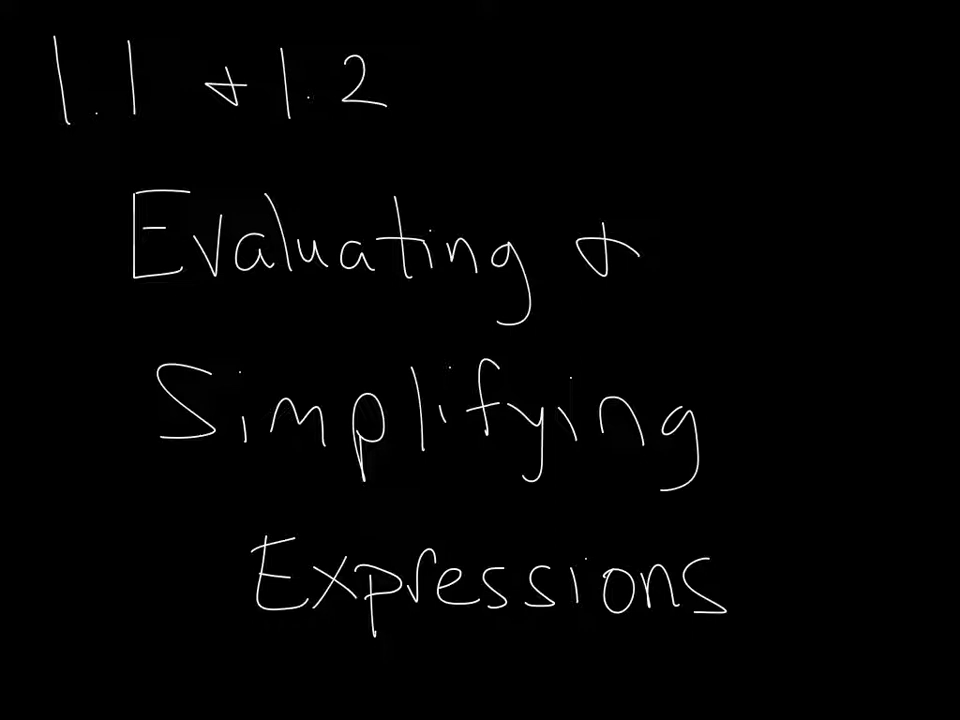 1.1 + 1.2
Evaluating +
Simplifying
Expressions